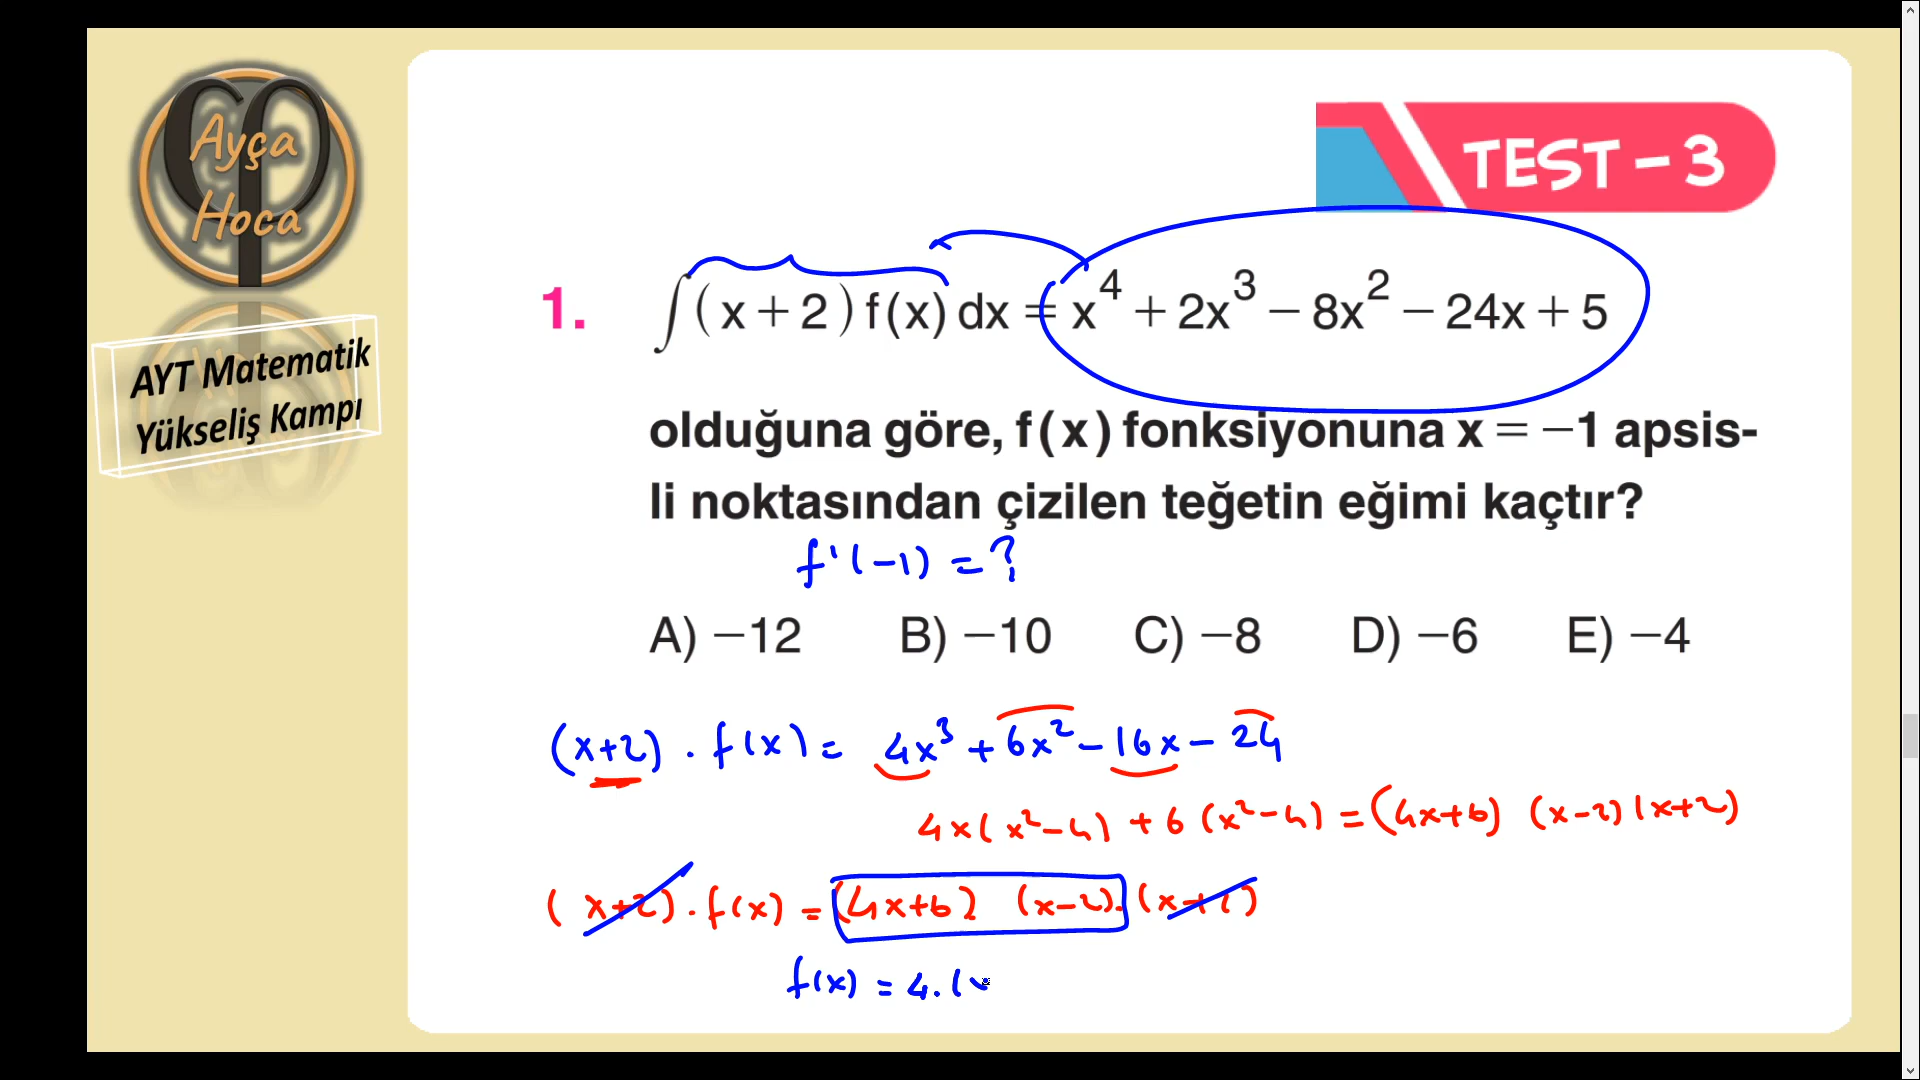 Ayça
Hoca
AYT Matematik
Yükseliş Kampı
TEST - 3
1. ∫(x+2)f(x)dx = x⁴ + 2x³ − 8x² − 24x + 5
olduğuna göre, f(x) fonksiyonuna x = −1 apsis-
li noktasından çizilen teğetin eğimi kaçtır?
f'(-1) = ?
A) −12 B) −10 C) −8 D) −6 E) −4
(x+2) . f(x) = 4x³ + 6x² - 16x - 24
4x(x²-4) + 6(x²-4) = (4x+6) (x-2)(x+2)
(x+2) . f(x) = (4x+6) (x-2). (x+2)
f(x) = 4. (